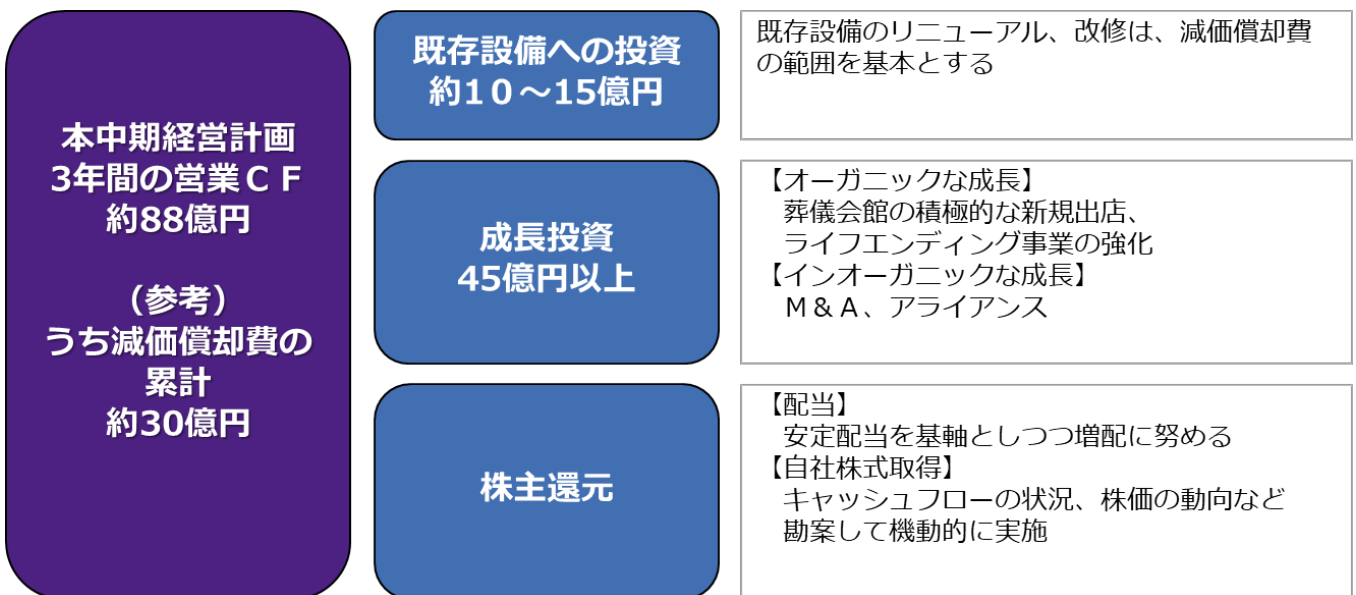 本中期経営計画
3年間の営業ＣＦ
約88億円
（参考）
うち減価償却費の
累計
約30億円
既存設備への投資
約１０～15億円
既存設備のリニューアル、改修は、減価償却費
の範囲を基本とする
成長投資
45億円以上
【オーガニックな成長】
葬儀会館の積極的な新規出店、
ライフエンディング事業の強化
【インオーガニックな成長】
Ｍ＆Ａ、アライアンス
株主還元
【配当】
安定配当を基軸としつつ増配に努める
【自社株式取得】
キャッシュフローの状況、株価の動向など
勘案して機動的に実施